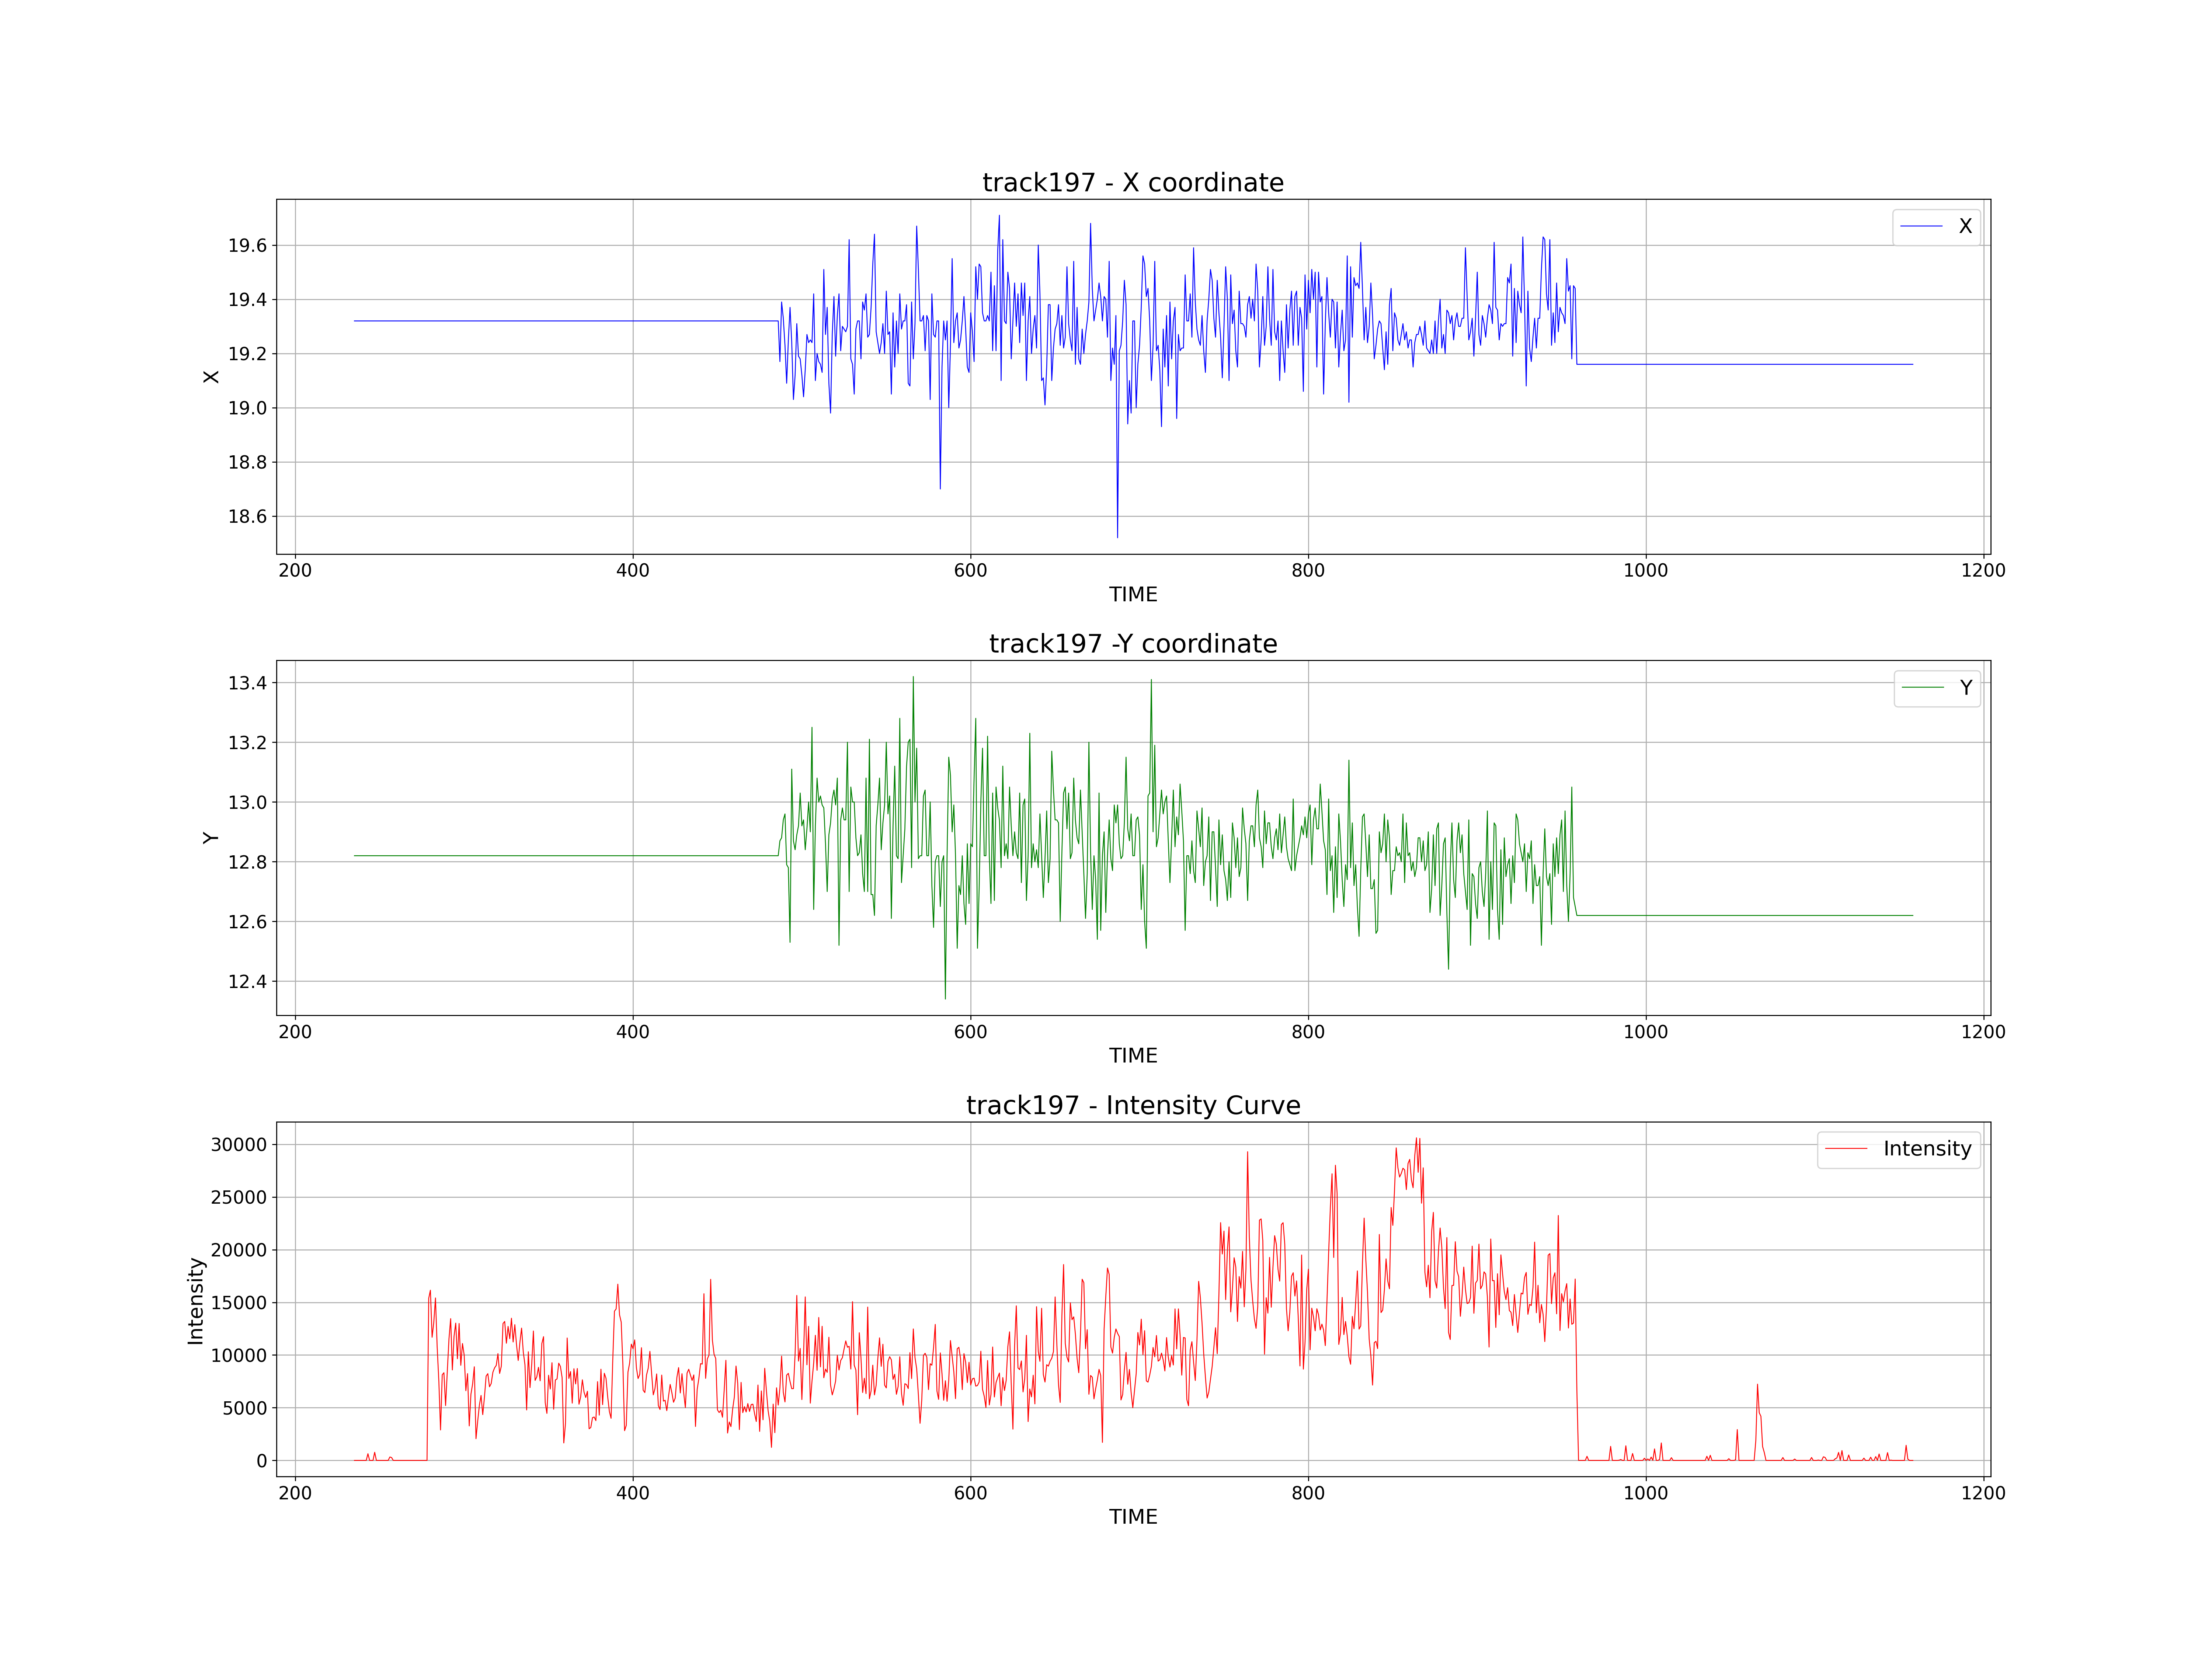 track197 - X coordinate
X
19.6
19.4
19.2
19.0
18.8
18.6
X
200 400 600 800 1000 1200
TIME
track197 -Y coordinate
Y
13.4
13.2
13.0
12.8
12.6
12.4
Y
200 400 600 800 1000 1200
TIME
track197 - Intensity Curve
Intensity
30000
25000
20000
15000
10000
5000
0
Intensity
200 400 600 800 1000 1200
TIME